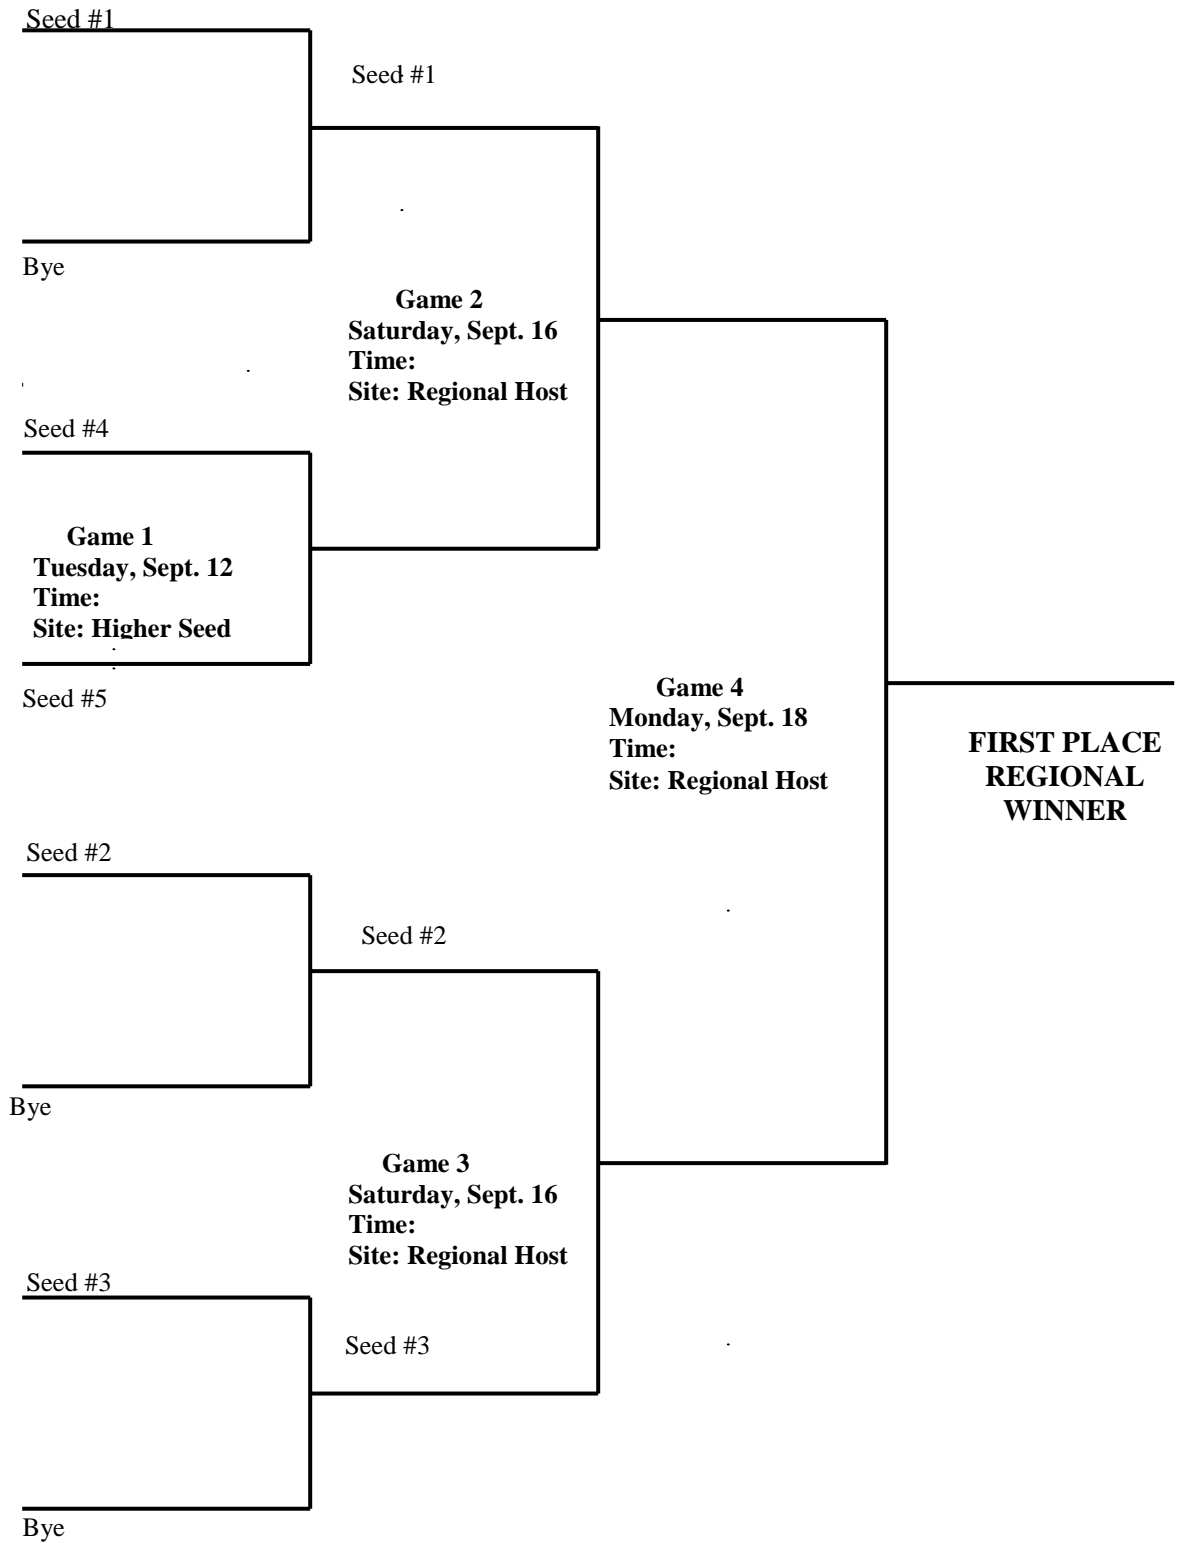 Seed #1
Seed #1
Bye
Game 2
Saturday, Sept. 16
Time:
Site: Regional Host
Seed #4
Game 1
Tuesday, Sept. 12
Time:
Site: Higher Seed
Seed #5
Game 4
Monday, Sept. 18
Time:
Site: Regional Host
FIRST PLACE
REGIONAL
WINNER
Seed #2
Seed #2
Bye
Game 3
Saturday, Sept. 16
Time:
Site: Regional Host
Seed #3
Seed #3
Bye